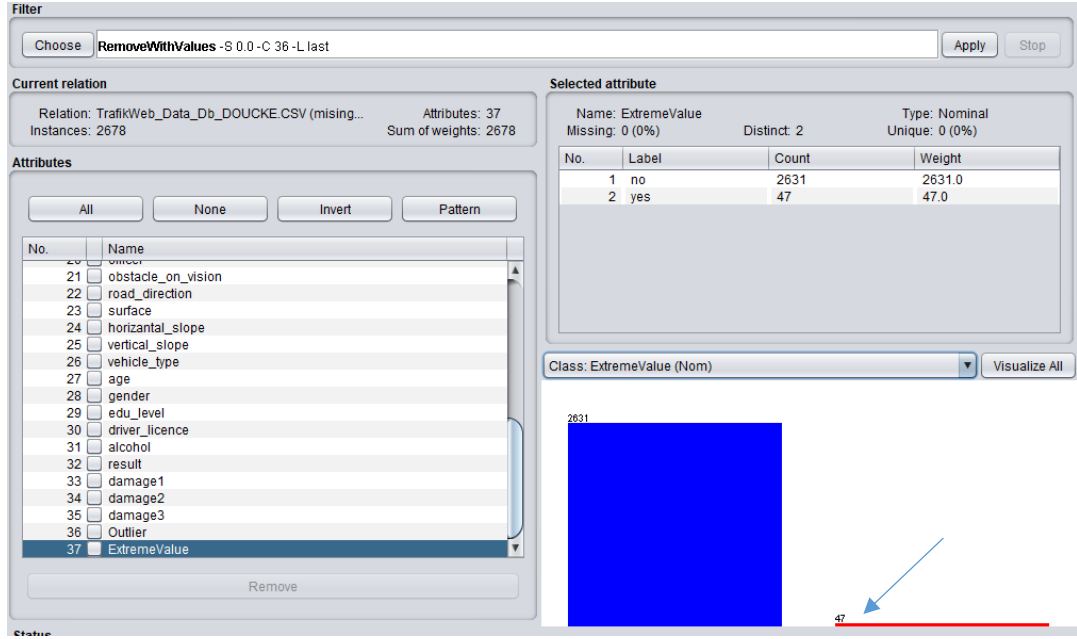 Filter
Choose RemoveWithValues -S 0.0 -C 36 -L last Apply Stop
Current relation
Relation: TrafikWeb_Data_Db_DOUCKE.CSV (mising... Attributes: 37
Instances: 2678 Sum of weights: 2678
Selected attribute
Name: ExtremeValue Type: Nominal
Missing: 0 (0%) Distinct: 2 Unique: 0 (0%)
No. Label Count Weight
1 no 2631 2631.0
2 yes 47 47.0
Attributes
All None Invert Pattern
No. Name
21 obstacle_on_vision
22 road_direction
23 surface
24 horizantal_slope
25 vertical_slope
26 vehicle_type
27 age
28 gender
29 edu_level
30 driver_licence
31 alcohol
32 result
33 damage1
34 damage2
35 damage3
36 Outlier
37 ExtremeValue
Remove
Class: ExtremeValue (Nom) Visualize All
2631
47
Status